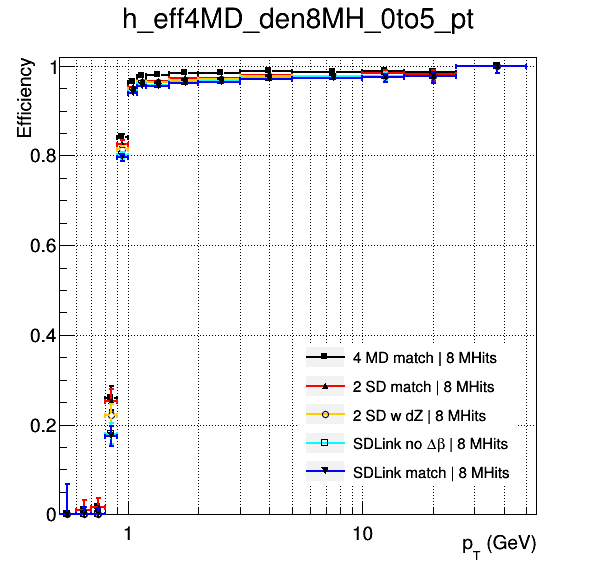 h_eff4MD_den8MH_0to5_pt
Efficiency
1
0.8
0.6
0.4
0.2
0
4 MD match | 8 MHits
2 SD match | 8 MHits
2 SD w dZ | 8 MHits
SDLink no Δβ | 8 MHits
SDLink match | 8 MHits
1
10
p_T (GeV)